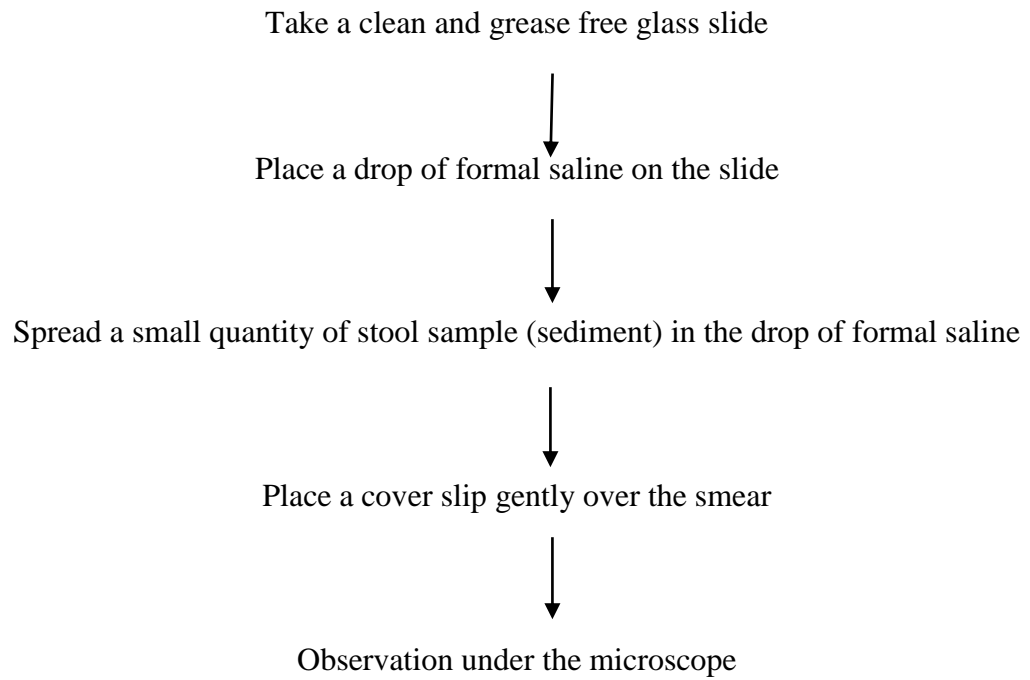 Take a clean and grease free glass slide
Place a drop of formal saline on the slide
Spread a small quantity of stool sample (sediment) in the drop of formal saline
Place a cover slip gently over the smear
Observation under the microscope